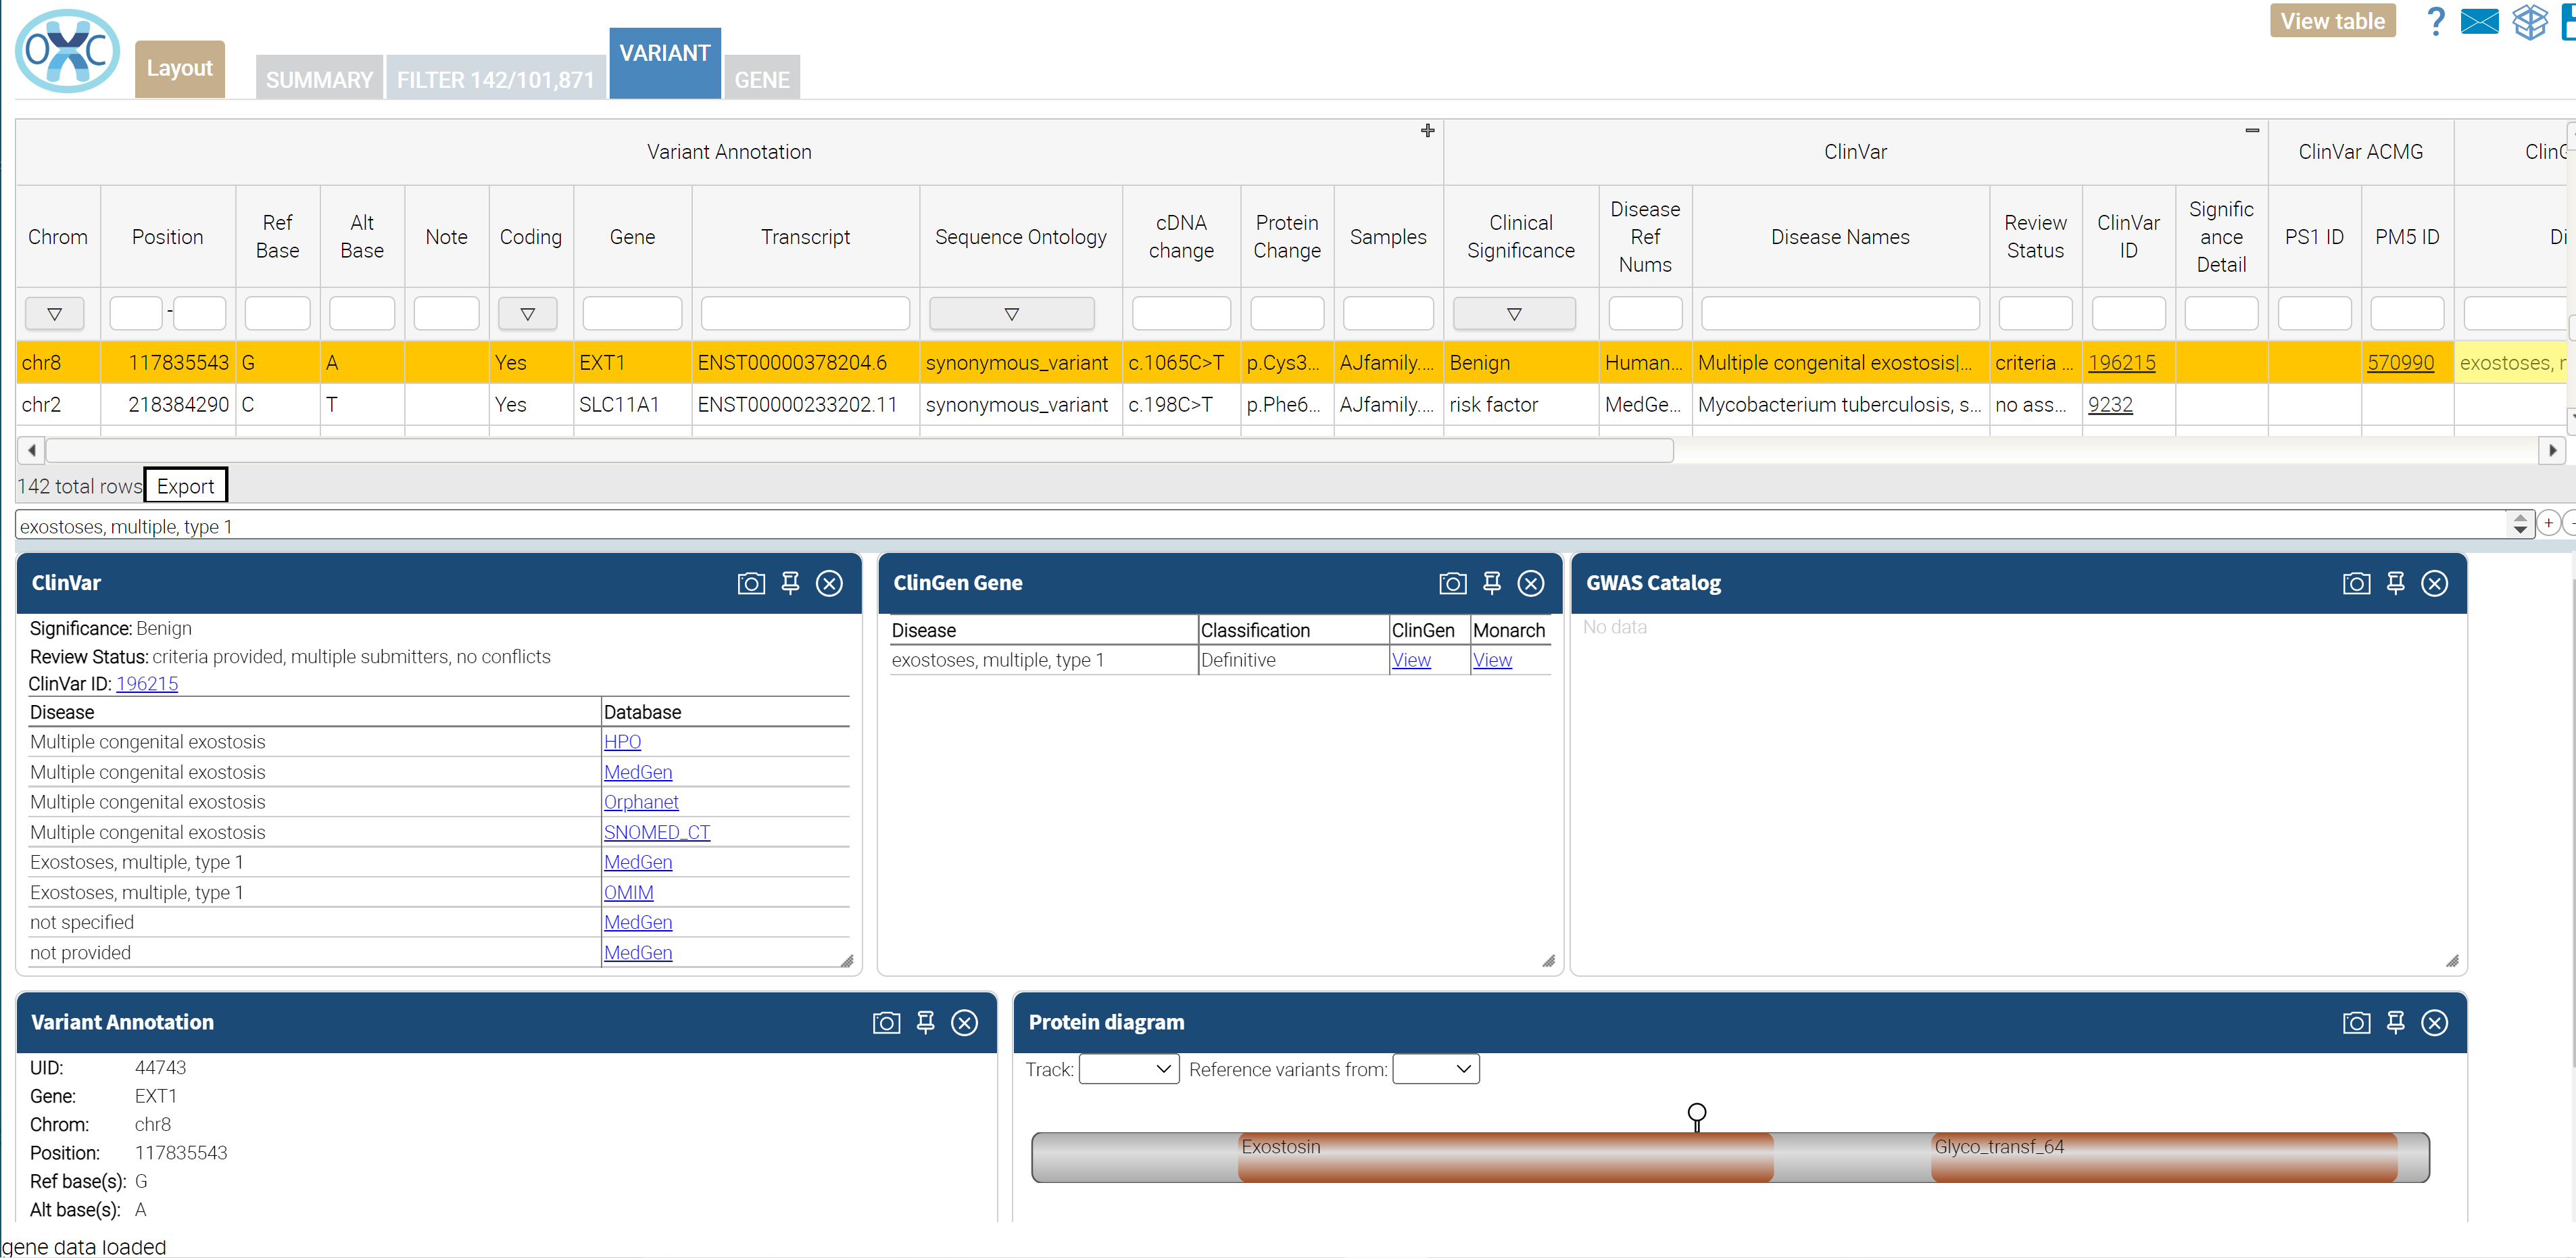 OXC
Layout
SUMMARY
FILTER 142/101,871
VARIANT
GENE
View table
?
Variant Annotation
ClinVar
ClinVar ACMG
Chrom
Position
Ref Base
Alt Base
Note
Coding
Gene
Transcript
Sequence Ontology
cDNA change
Protein Change
Samples
Clinical Significance
Disease Ref Nums
Disease Names
Review Status
ClinVar ID
Signific ance Detail
PS1 ID
PM5 ID
chr8 117835543 G A Yes EXT1 ENST00000378204.6 synonymous_variant c.1065C>T p.Cys3... AJfamily.... Benign Human... Multiple congenital exostosis|... criteria ... 196215 570990 exostoses,
chr2 218384290 C T Yes SLC11A1 ENST00000233202.11 synonymous_variant c.198C>T p.Phe6... AJfamily.... risk factor MedGe... Mycobacterium tuberculosis, s... no ass... 9232
142 total rows Export
exostoses, multiple, type 1
ClinVar
Significance: Benign
Review Status: criteria provided, multiple submitters, no conflicts
ClinVar ID: 196215
Disease Database
Multiple congenital exostosis HPO
Multiple congenital exostosis MedGen
Multiple congenital exostosis Orphanet
Multiple congenital exostosis SNOMED_CT
Exostoses, multiple, type 1 MedGen
Exostoses, multiple, type 1 OMIM
not specified MedGen
not provided MedGen
ClinGen Gene
Disease Classification ClinGen Monarch
exostoses, multiple, type 1 Definitive View View
GWAS Catalog
No data
Variant Annotation
UID: 44743
Gene: EXT1
Chrom: chr8
Position: 117835543
Ref base(s): G
Alt base(s): A
Protein diagram
Track: Reference variants from:
Exostosin Glyco_transf_64
gene data loaded